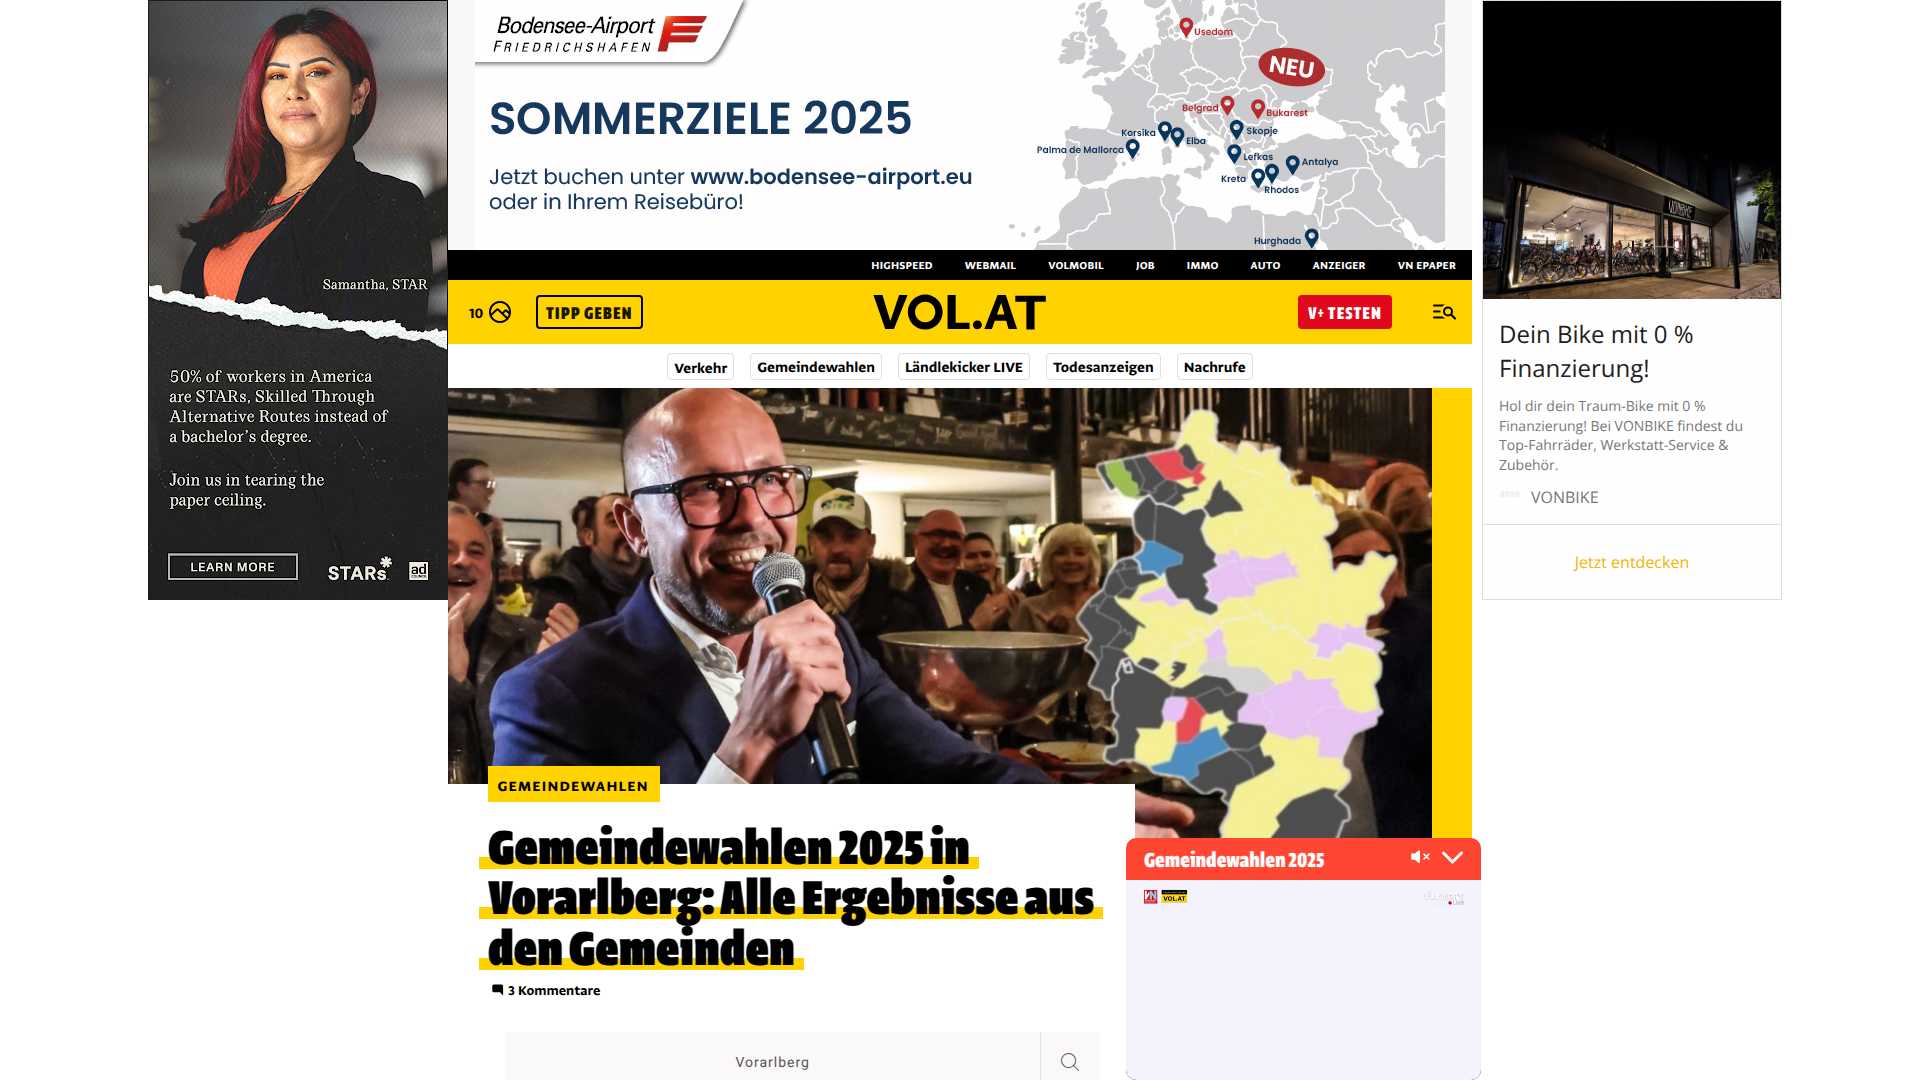 Samantha, STAR
50% of workers in America
are STARs, Skilled Through
Alternative Routes instead of
a bachelor's degree.
Join us in tearing the
paper ceiling.
LEARN MORE
STARs
ad
COUNCIL
Bodensee-Airport
FRIEDRICHSHAFEN
SOMMERZIELE 2025
Jetzt buchen unter www.bodensee-airport.eu
oder in Ihrem Reisebüro!
Usedom
NEU
Belgrad
Bukarest
Korsika
Elba
Skopje
Palma de Mallorca
Lefkas
Antalya
Kreta
Rhodos
Hurghada
HIGHSPEED WEBMAIL VOLMOBIL JOB IMMO AUTO ANZEIGER VN EPAPER
10 TIPP GEBEN VOL.AT V+ TESTEN
Verkehr Gemeindewahlen Ländlekicker LIVE Todesanzeigen Nachrufe
GEMEINDEWAHLEN
Gemeindewahlen 2025 in
Vorarlberg: Alle Ergebnisse aus
den Gemeinden
3 Kommentare
Vorarlberg
Gemeindewahlen 2025
VOL.AT
LIVE
VONBIKE
Dein Bike mit 0 %
Finanzierung!
Hol dir dein Traum-Bike mit 0 %
Finanzierung! Bei VONBIKE findest du
Top-Fahrräder, Werkstatt-Service &
Zubehör.
VONBIKE
Jetzt entdecken